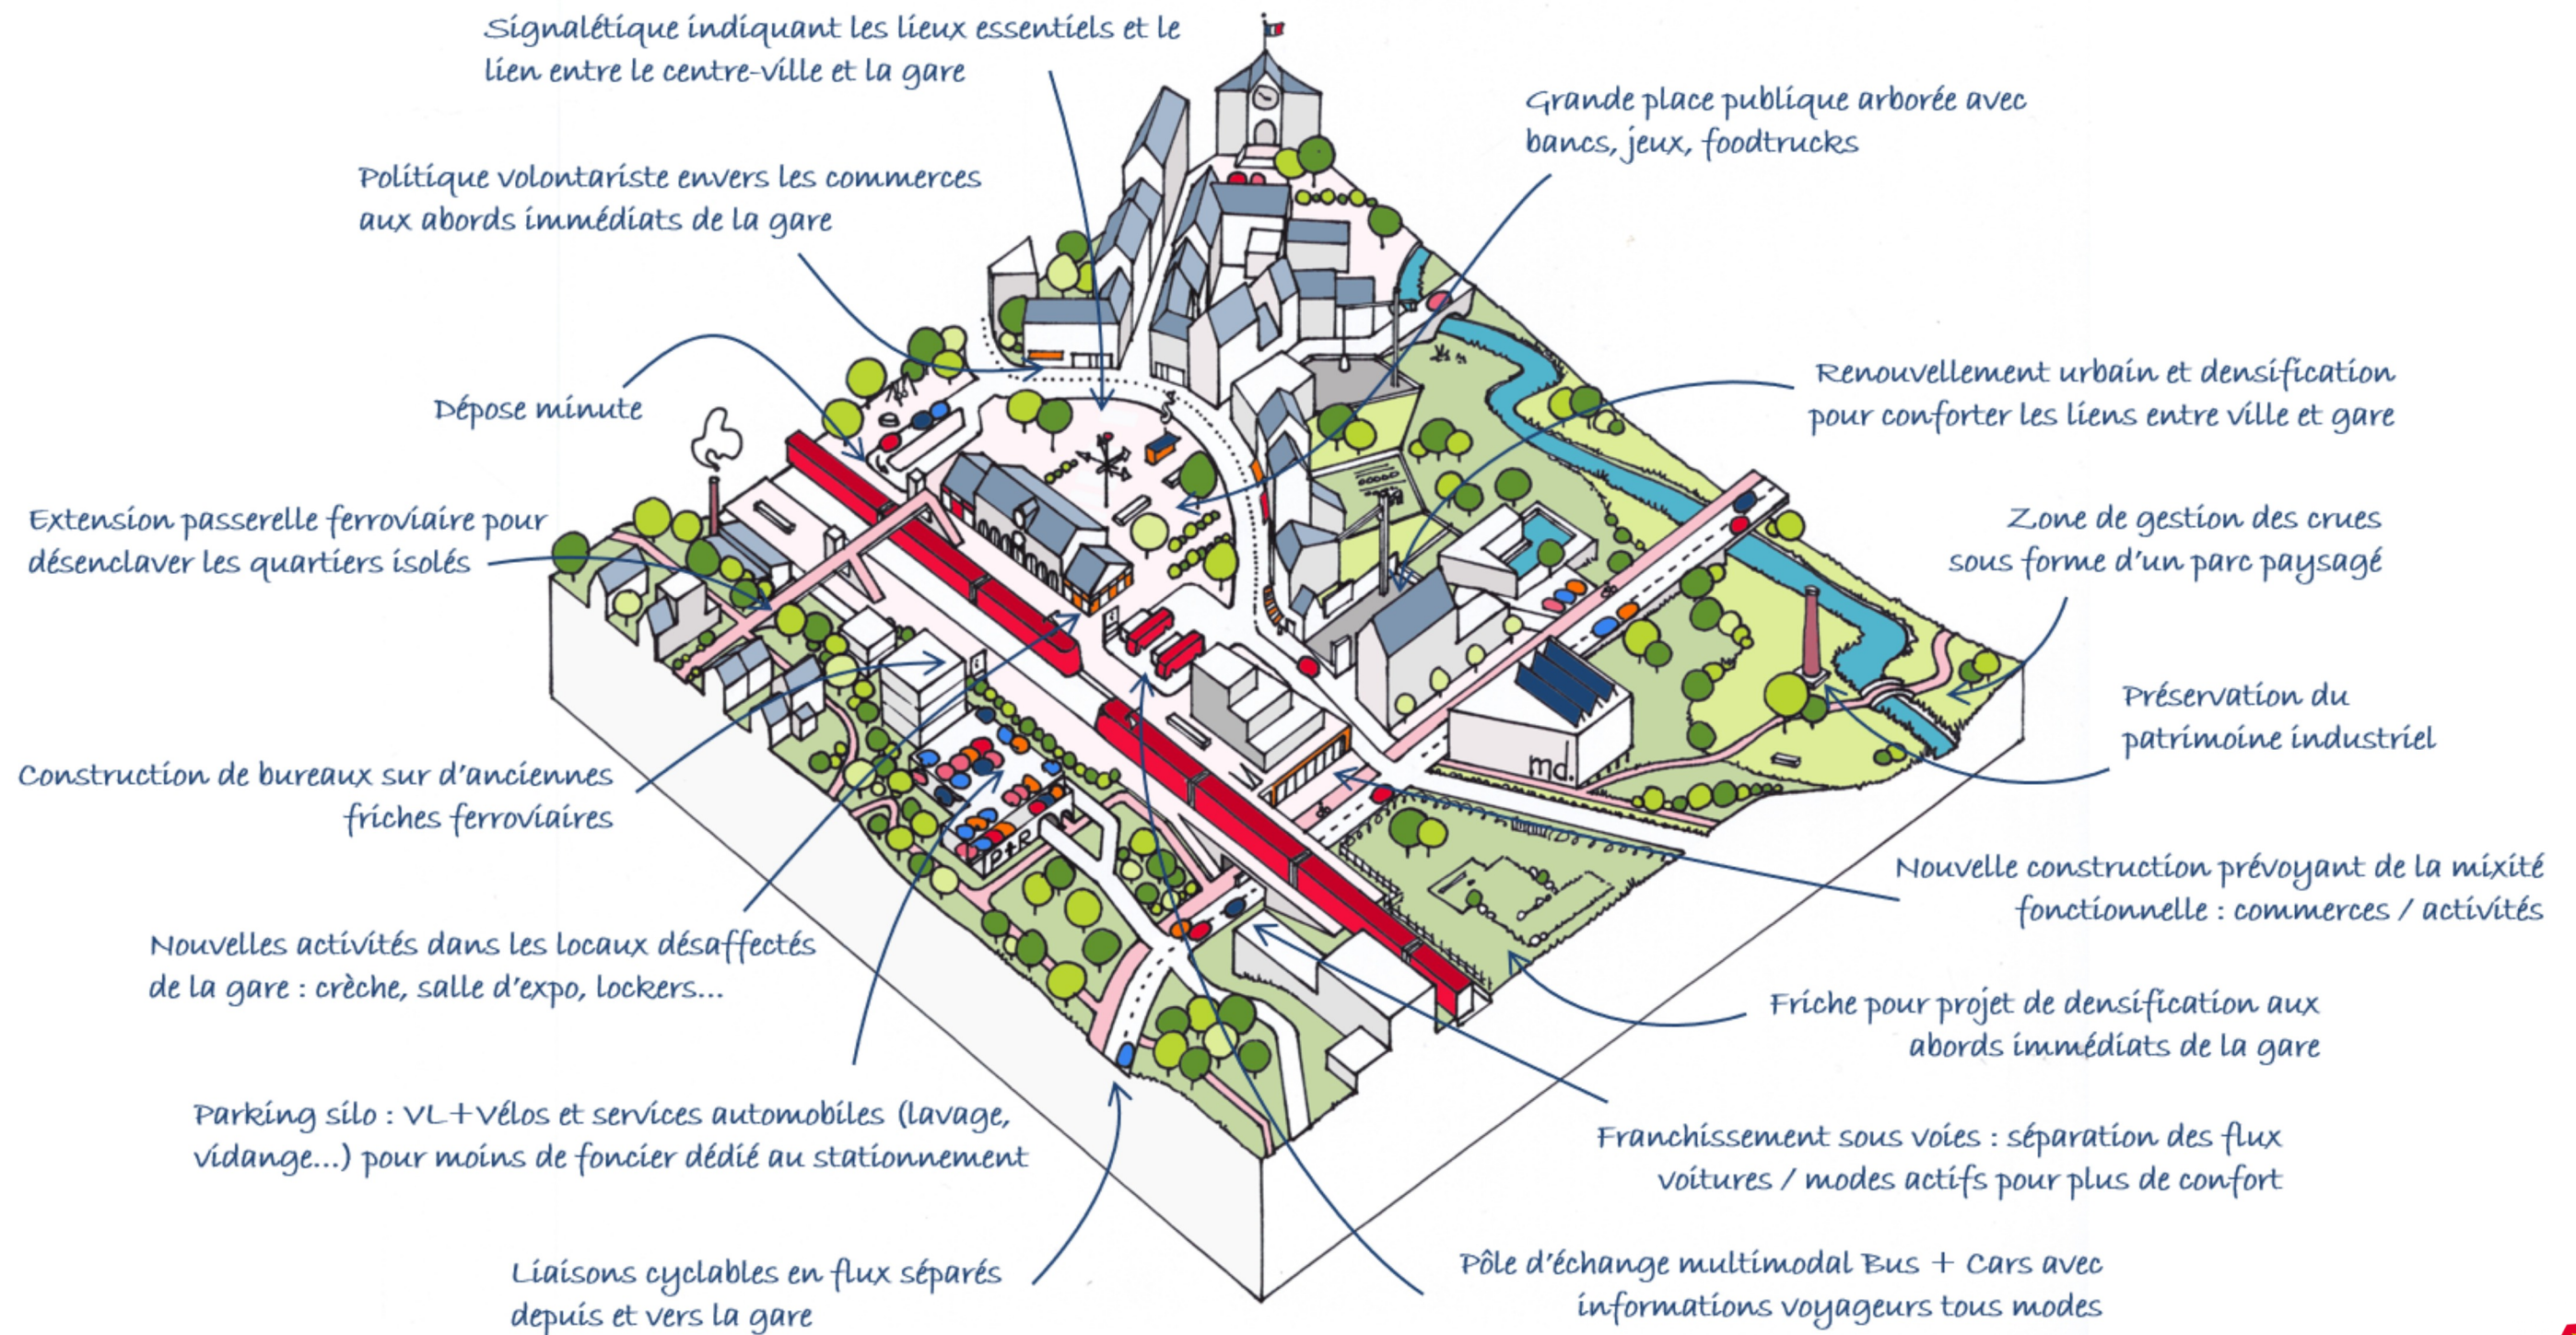 Signalétique indiquant les lieux essentiels et le
lien entre le centre-ville et la gare
Grande place publique arborée avec
bancs, jeux, foodtrucks
Politique volontariste envers les commerces
aux abords immédiats de la gare
Dépose minute
Renouvellement urbain et densification
pour conforter les liens entre ville et gare
Extension passerelle ferroviaire pour
désenclaver les quartiers isolés
Zone de gestion des crues
sous forme d'un parc paysagé
Préservation du
patrimoine industriel
md.
Construction de bureaux sur d'anciennes
friches ferroviaires
P+R
Nouvelle construction prévoyant de la mixité
fonctionnelle : commerces / activités
Nouvelles activités dans les locaux désaffectés
de la gare : crèche, salle d'expo, lockers...
Friche pour projet de densification aux
abords immédiats de la gare
Parking silo : VL+Vélos et services automobiles (lavage,
vidange...) pour moins de foncier dédié au stationnement
Franchissement sous voies : séparation des flux
voitures / modes actifs pour plus de confort
Liaisons cyclables en flux séparés
depuis et vers la gare
Pôle d'échange multimodal Bus + Cars avec
informations voyageurs tous modes